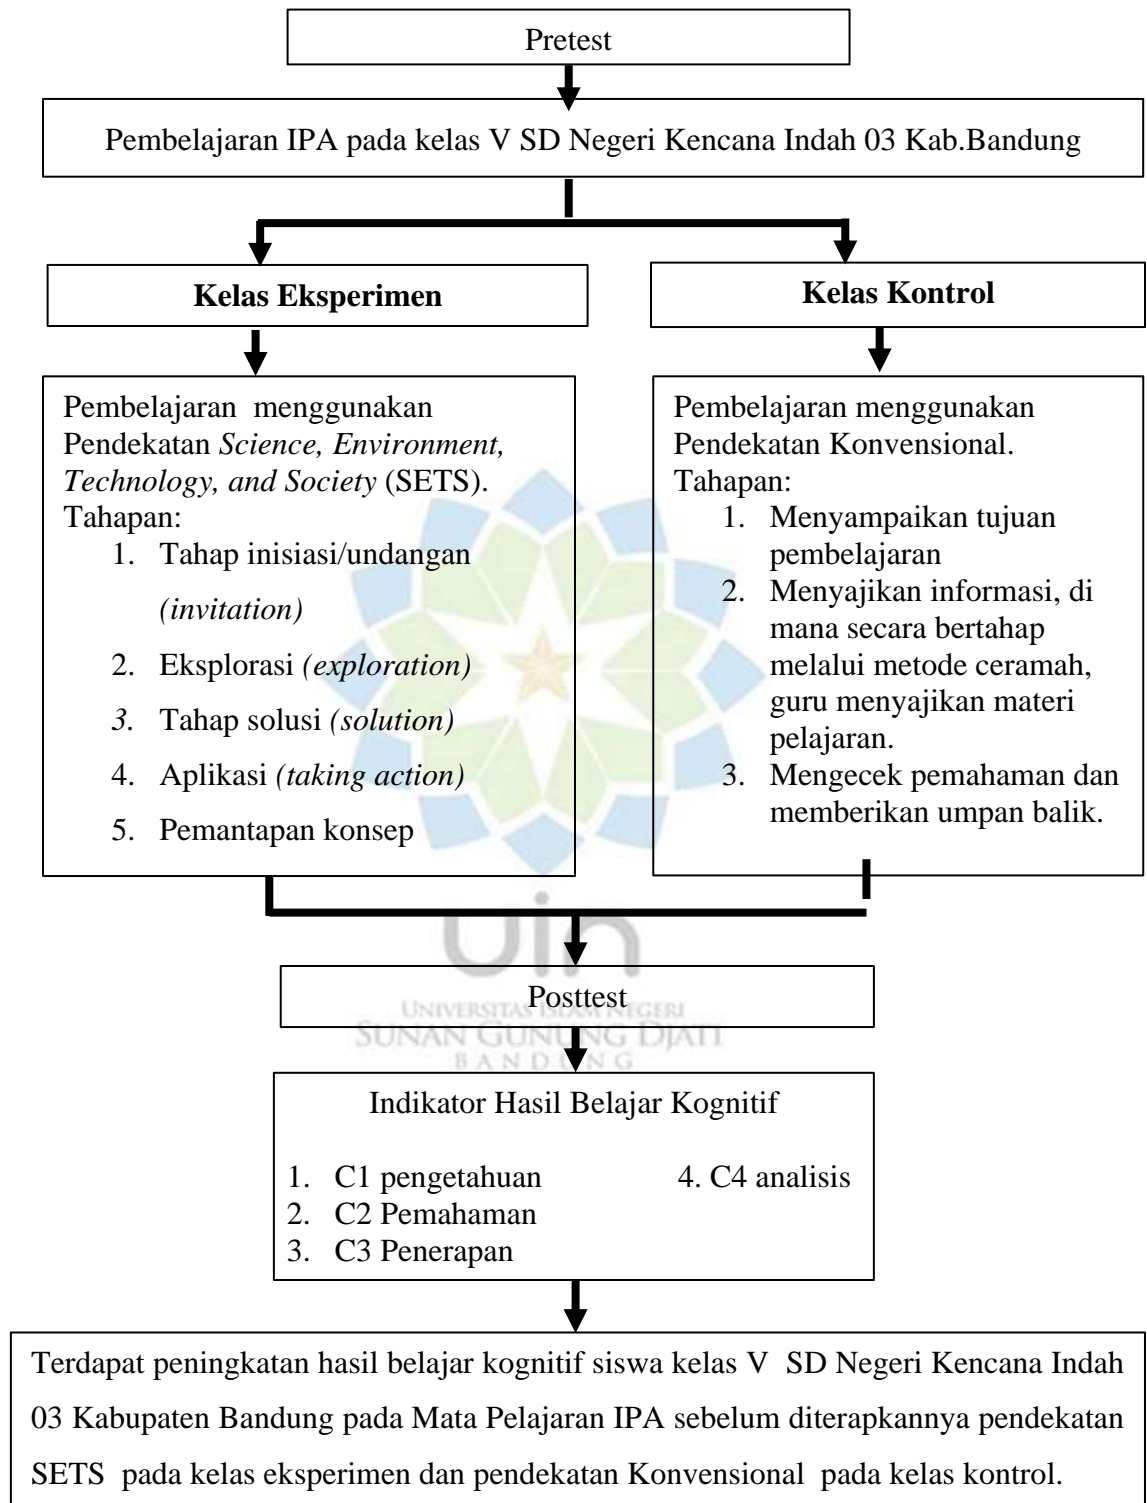 Pretest
Pembelajaran IPA pada kelas V SD Negeri Kencana Indah 03 Kab.Bandung
Kelas Eksperimen
Kelas Kontrol
Pembelajaran menggunakan
Pendekatan Science, Environment,
Technology, and Society (SETS).
Tahapan:
1. Tahap inisiasi/undangan
(invitation)
2. Eksplorasi (exploration)
3. Tahap solusi (solution)
4. Aplikasi (taking action)
5. Pemantapan konsep
Pembelajaran menggunakan
Pendekatan Konvensional.
Tahapan:
1. Menyampaikan tujuan
pembelajaran
2. Menyajikan informasi, di
mana secara bertahap
melalui metode ceramah,
guru menyajikan materi
pelajaran.
3. Mengecek pemahaman dan
memberikan umpan balik.
uin
Posttest
UNIVERSITAS ISLAM NEGERI
SUNAN GUNUNG DJATI
BANDUNG
Indikator Hasil Belajar Kognitif
1. C1 pengetahuan 4. C4 analisis
2. C2 Pemahaman
3. C3 Penerapan
Terdapat peningkatan hasil belajar kognitif siswa kelas V SD Negeri Kencana Indah
03 Kabupaten Bandung pada Mata Pelajaran IPA sebelum diterapkannya pendekatan
SETS pada kelas eksperimen dan pendekatan Konvensional pada kelas kontrol.